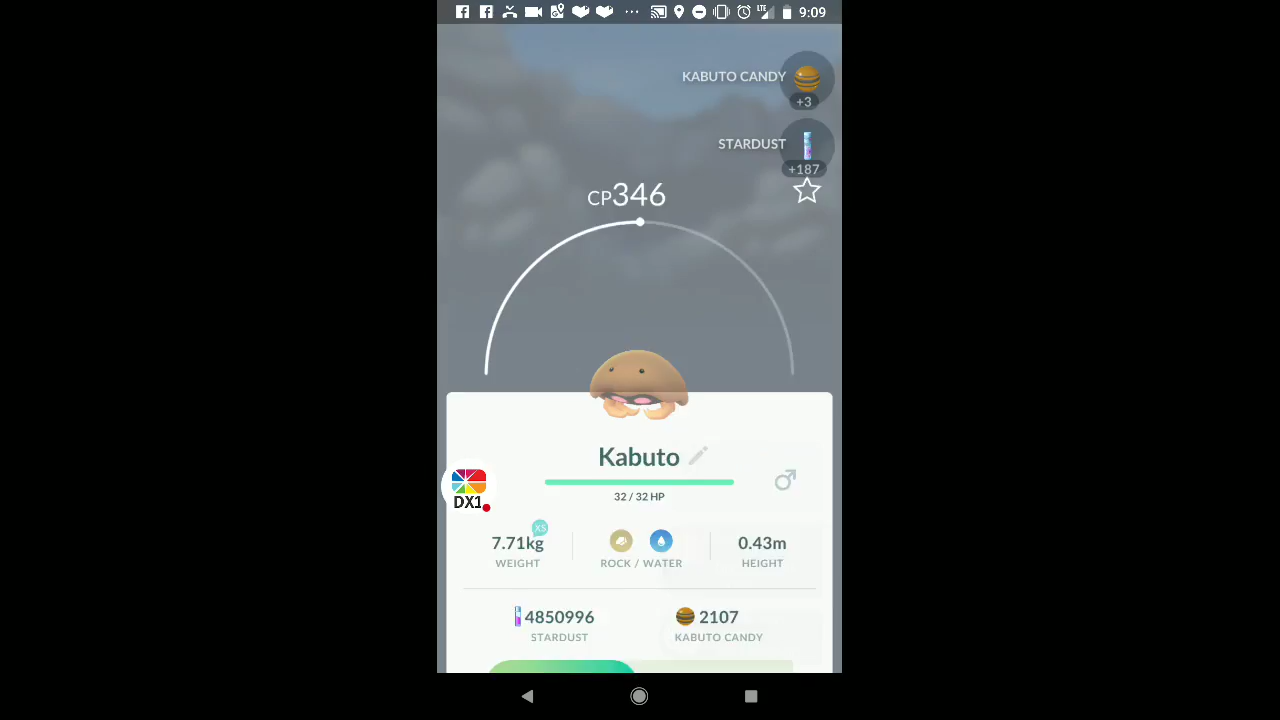 LTE 9:09
KABUTO CANDY
+3
STARDUST
+187
CP346
Kabuto
32 / 32 HP
DX1
XS
7.71kg
WEIGHT
ROCK / WATER
0.43m
HEIGHT
4850996
STARDUST
2107
KABUTO CANDY